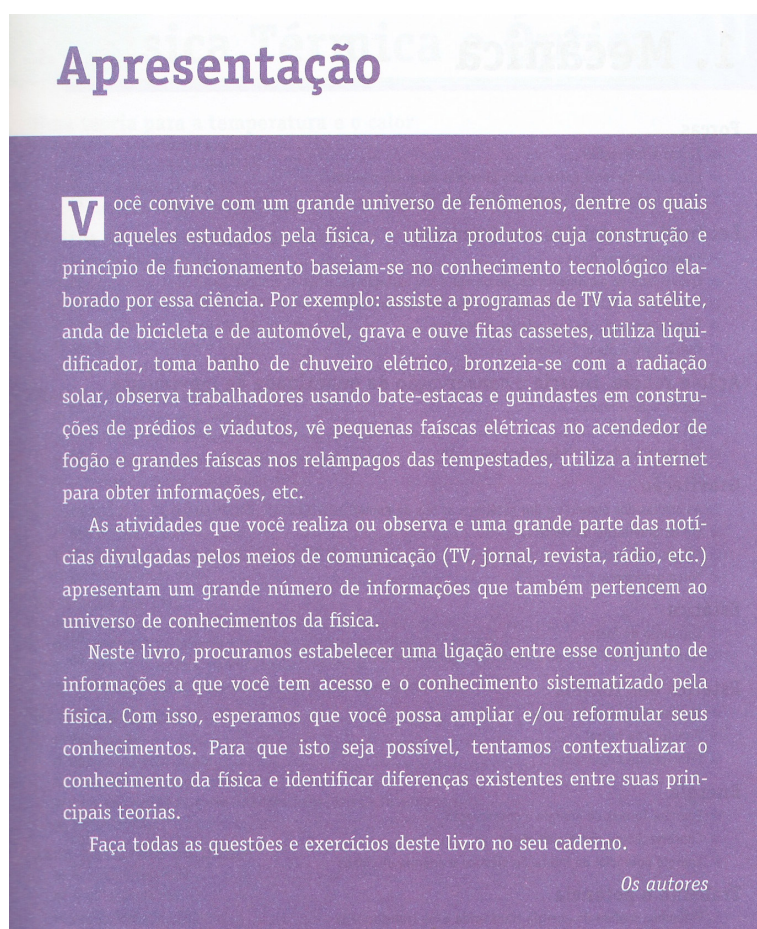 Apresentação
Você convive com um grande universo de fenômenos, dentre os quais
aqueles estudados pela física, e utiliza produtos cuja construção e
princípio de funcionamento baseiam-se no conhecimento tecnológico ela-
borado por essa ciência. Por exemplo: assiste a programas de TV via satélite,
anda de bicicleta e de automóvel, grava e ouve fitas cassetes, utiliza liqui-
dificador, toma banho de chuveiro elétrico, bronzeia-se com a radiação
solar, observa trabalhadores usando bate-estacas e guindastes em constru-
ções de prédios e viadutos, vê pequenas faíscas elétricas no acendedor de
fogão e grandes faíscas nos relâmpagos das tempestades, utiliza a internet
para obter informações, etc.
As atividades que você realiza ou observa e uma grande parte das notí-
cias divulgadas pelos meios de comunicação (TV, jornal, revista, rádio, etc.)
apresentam um grande número de informações que também pertencem ao
universo de conhecimentos da física.
Neste livro, procuramos estabelecer uma ligação entre esse conjunto de
informações a que você tem acesso e o conhecimento sistematizado pela
física. Com isso, esperamos que você possa ampliar e/ou reformular seus
conhecimentos. Para que isto seja possível, tentamos contextualizar o
conhecimento da física e identificar diferenças existentes entre suas prin-
cipais teorias.
Faça todas as questões e exercícios deste livro no seu caderno.
Os autores